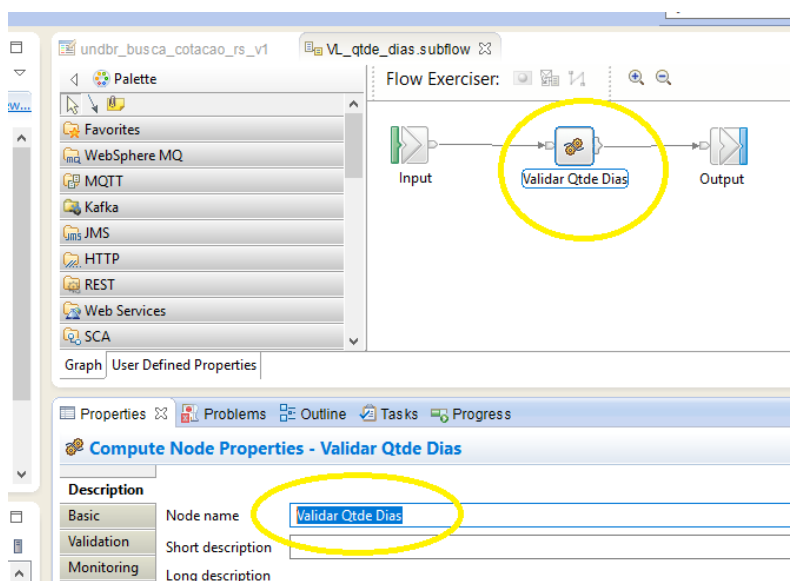 undbr_busca_cotacao_rs_v1
VL_qtde_dias.subflow
Palette
Flow Exerciser:
ew...
Favorites
WebSphere MQ
MQTT
Kafka
JMS
HTTP
REST
Web Services
SCA
Input
Validar Qtde Dias
Output
Graph
User Defined Properties
Properties
Problems
Outline
Tasks
Progress
Compute Node Properties - Validar Qtde Dias
Description
Basic
Node name
Validar Qtde Dias
Validation
Short description
Monitoring
Long description